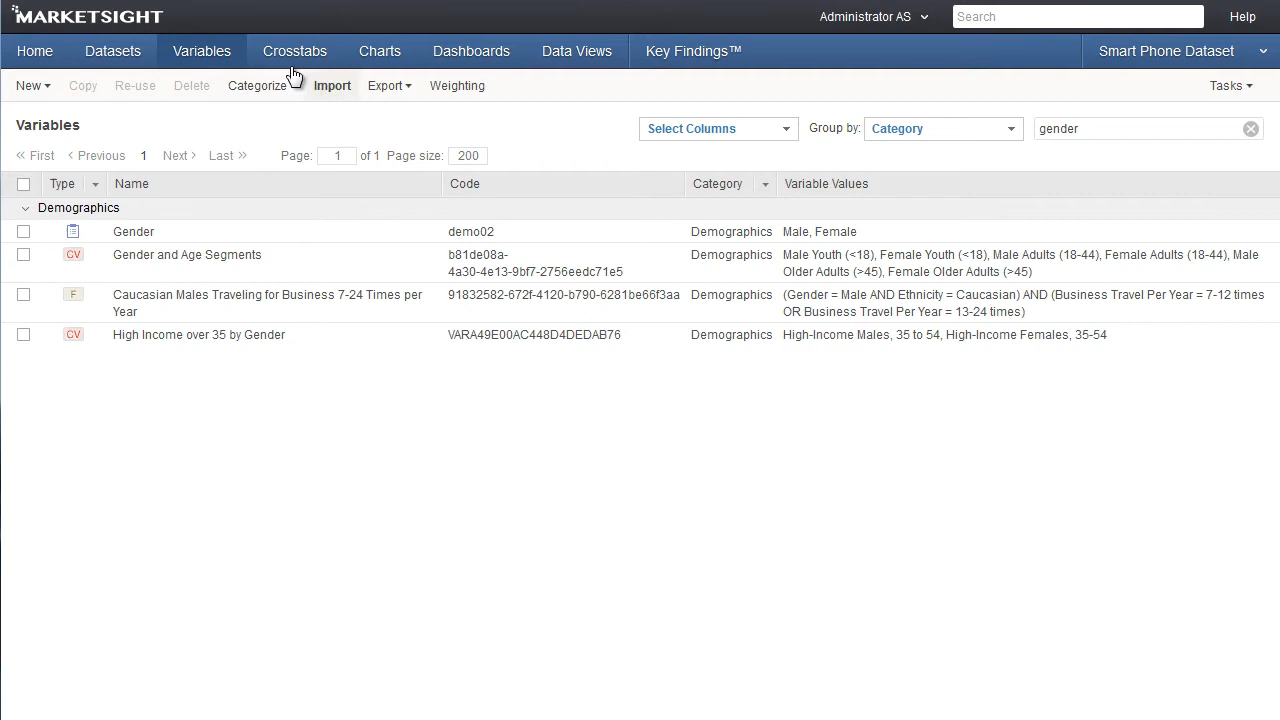 MARKETSIGHT
Administrator AS
Search
Help
Home
Datasets
Variables
Crosstabs
Charts
Dashboards
Data Views
Key Findings™
Smart Phone Dataset
New
Copy
Re-use
Delete
Categorize
Import
Export
Weighting
Tasks
Variables
Select Columns
Group by:
Category
gender
First
Previous
1
Next
Last
Page: 1 of 1
Page size: 200
Type
Name
Code
Category
Variable Values
Demographics
Gender
demo02
Demographics
Male, Female
CV
Gender and Age Segments
b81de08a-
4a30-4e13-9bf7-2756eedc71e5
Demographics
Male Youth (<18), Female Youth (<18), Male Adults (18-44), Female Adults (18-44), Male
Older Adults (>45), Female Older Adults (>45)
F
Caucasian Males Traveling for Business 7-24 Times per
Year
91832582-672f-4120-b790-6281be66f3aa
Demographics
(Gender = Male AND Ethnicity = Caucasian) AND (Business Travel Per Year = 7-12 times
OR Business Travel Per Year = 13-24 times)
CV
High Income over 35 by Gender
VARA49E00AC448D4DEDAB76
Demographics
High-Income Males, 35 to 54, High-Income Females, 35-54